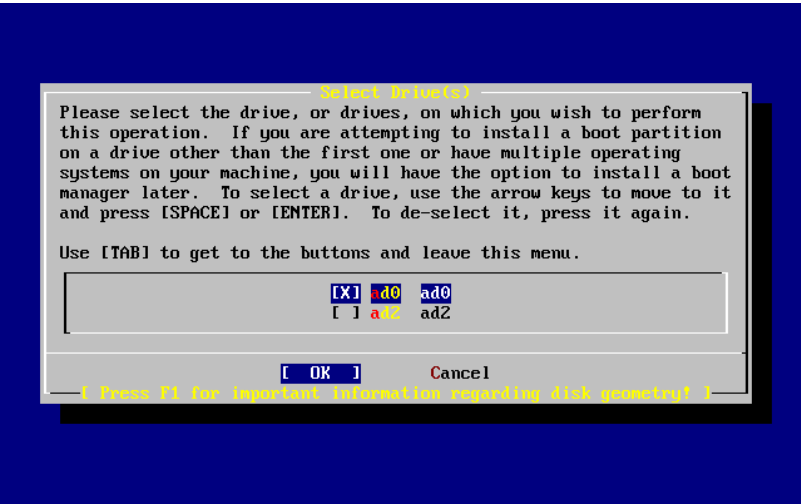 Select Drive(s)
Please select the drive, or drives, on which you wish to perform
this operation.  If you are attempting to install a boot partition
on a drive other than the first one or have multiple operating
systems on your machine, you will have the option to install a boot
manager later.  To select a drive, use the arrow keys to move to it
and press [SPACE] or [ENTER].  To de-select it, press it again.
Use [TAB] to get to the buttons and leave this menu.
[X] ad0 ad0
[ ] ad2 ad2
[ OK ] Cancel
[ Press F1 for important information regarding disk geometry! ]